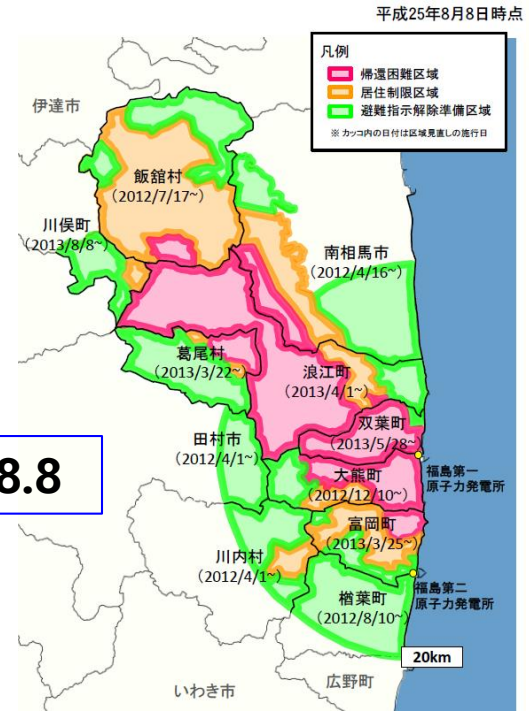 平成25年8月8日時点
凡例
帰還困難区域
居住制限区域
避難指示解除準備区域
※ カッコ内の日付は区域見直しの施行日
伊達市
飯舘村
(2012/7/17~)
川俣町
(2013/8/8~)
南相馬市
(2012/4/16~)
葛尾村
(2013/3/22~)
浪江町
(2013/4/1~)
双葉町
(2013/5/28~)
田村市
(2012/4/1~)
大熊町
(2012/12/10~)
福島第一
原子力発電所
8.8
富岡町
(2013/3/25~)
川内村
(2012/4/1~)
福島第二
原子力発電所
楢葉町
(2012/8/10~)
20km
いわき市
広野町